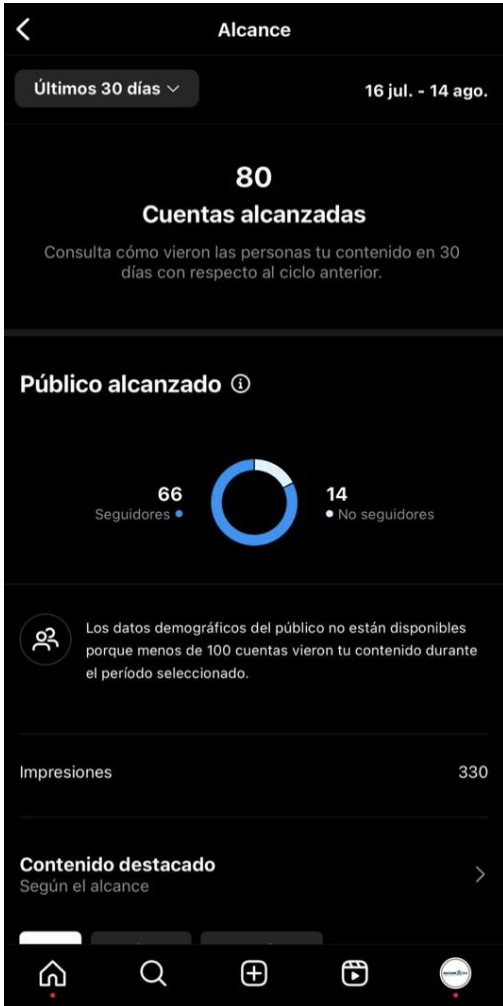 Alcance
Últimos 30 días
16 jul. - 14 ago.
80
Cuentas alcanzadas
Consulta cómo vieron las personas tu contenido en 30
días con respecto al ciclo anterior.
Público alcanzado
66
Seguidores
14
No seguidores
Los datos demográficos del público no están disponibles
porque menos de 100 cuentas vieron tu contenido durante
el período seleccionado.
Impresiones
330
Contenido destacado
Según el alcance